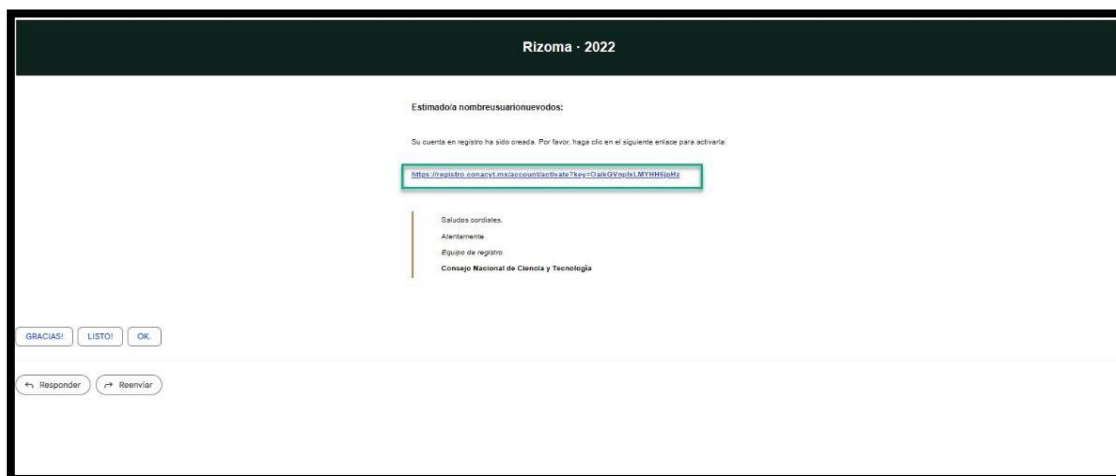 Rizoma · 2022
Estimado/a nombreusuarionuevodos:
Su cuenta en registro ha sido creada. Por favor, haga clic en el siguiente enlace para activarla:
Saludos cordiales.
Atentamente
Equipo de registro.
Consejo Nacional de Ciencia y Tecnología
GRACIAS!
LISTO!
OK.
Responder
Reenviar